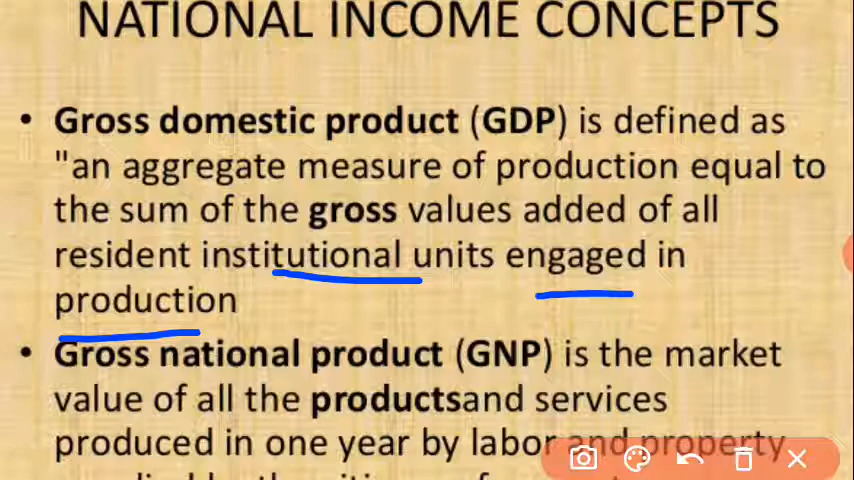 NATIONAL INCOME CONCEPTS
• Gross domestic product (GDP) is defined as
"an aggregate measure of production equal to
the sum of the gross values added of all
resident institutional units engaged in
production
• Gross national product (GNP) is the market
value of all the productsand services
produced in one year by labor and property